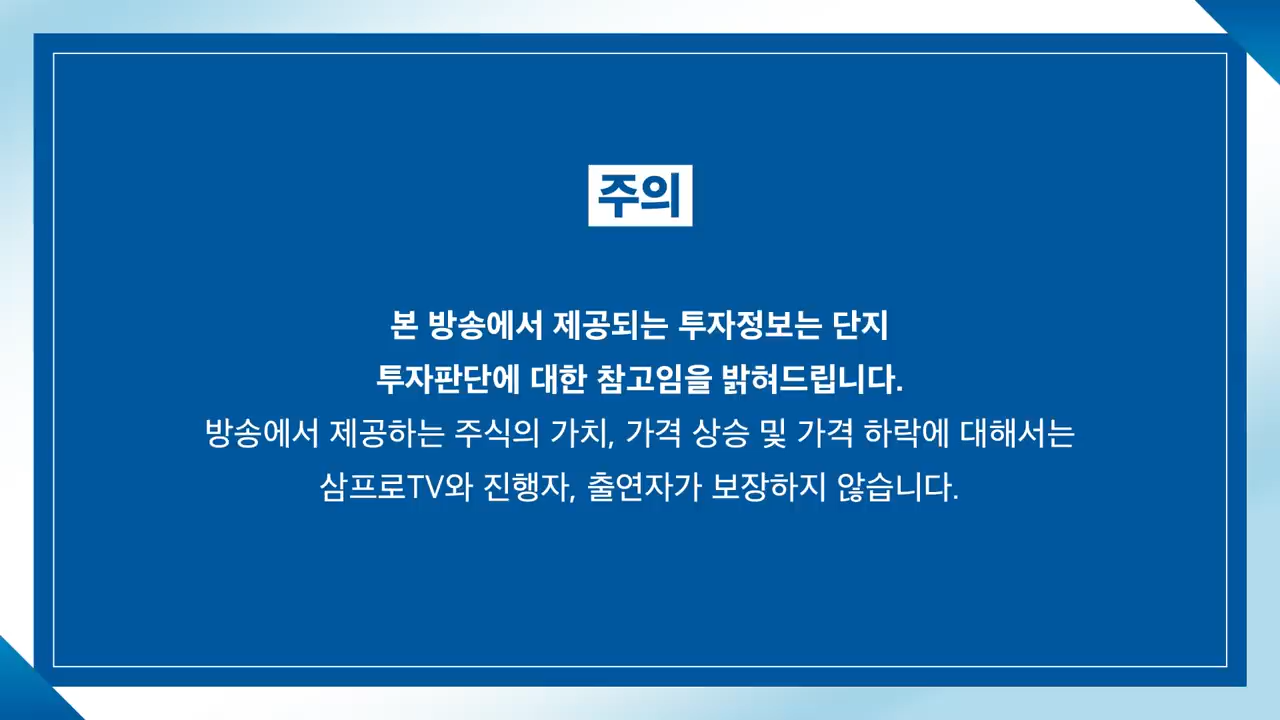 주의
본 방송에서 제공되는 투자정보는 단지
투자판단에 대한 참고임을 밝혀드립니다.
방송에서 제공하는 주식의 가치, 가격 상승 및 가격 하락에 대해서는
삼프로TV와 진행자, 출연자가 보장하지 않습니다.